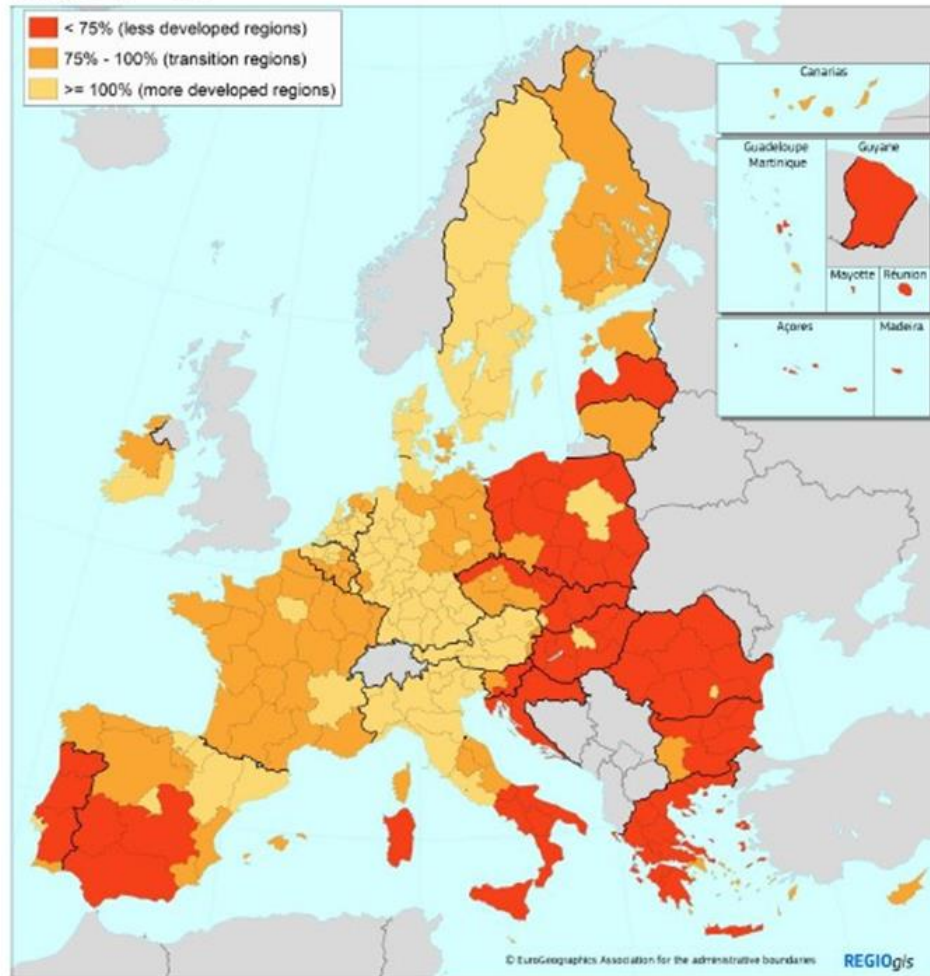 < 75% (less developed regions)
75% - 100% (transition regions)
>= 100% (more developed regions)
Canarias
Guadeloupe
Martinique
Guyane
Mayotte
Réunion
Açores
Madeira
© EuroGeographics Association for the administrative boundaries
REGIOgis